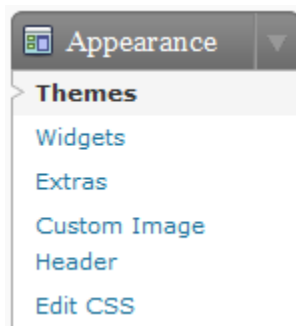 Appearance
Themes
Widgets
Extras
Custom Image
Header
Edit CSS